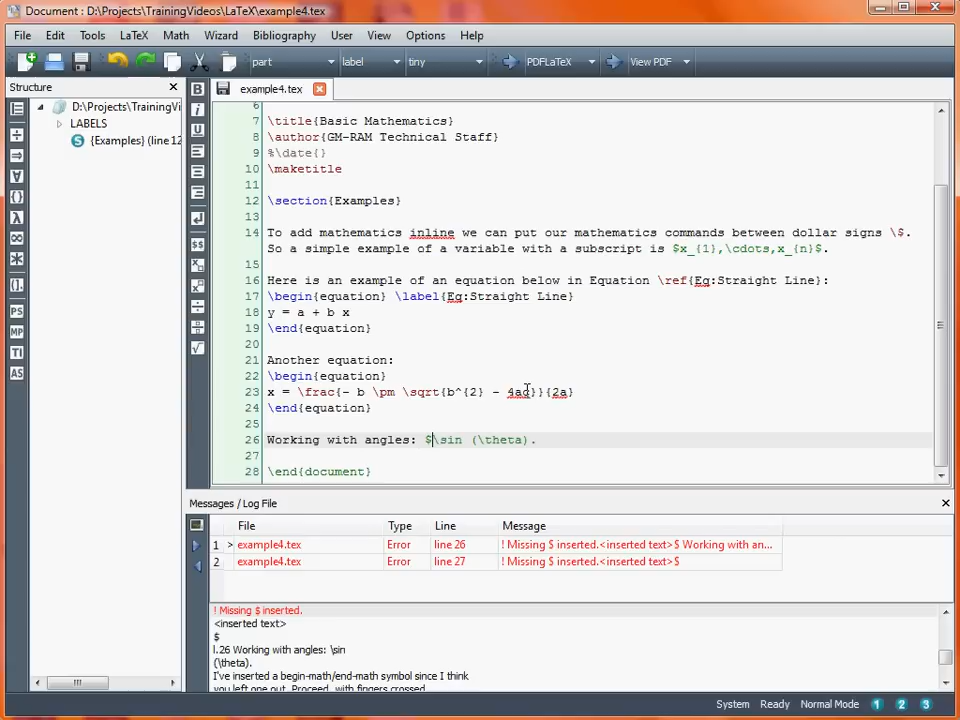 Document : D:\Projects\TrainingVideos\LaTeX\example4.tex
File Edit Tools LaTeX Math Wizard Bibliography User View Options Help
part label tiny PDFLaTeX View PDF
Structure
example4.tex
D:\Projects\TrainingVi
LABELS
{Examples} (line 12
6
7 \title{Basic Mathematics}
8 \author{GM-RAM Technical Staff}
9 %\date{}
10 \maketitle
11
12 \section{Examples}
13
14 To add mathematics inline we can put our mathematics commands between dollar signs \$.
So a simple example of a variable with a subscript is $x_{1},\cdots,x_{n}$.
15
16 Here is an example of an equation below in Equation \ref{Eq:Straight Line}:
17 \begin{equation} \label{Eq:Straight Line}
18 y = a + b x
19 \end{equation}
20
21 Another equation:
22 \begin{equation}
23 x = \frac{- b \pm \sqrt{b^{2} - 4ac}}{2a}
24 \end{equation}
25
26 Working with angles: $\sin (\theta).
27
28 \end{document}
Messages / Log File
File Type Line Message
1 > example4.tex Error line 26 ! Missing $ inserted.<inserted text>$ Working with an...
2 example4.tex Error line 27 ! Missing $ inserted.<inserted text>$
! Missing $ inserted.
<inserted text>
$
l.26 Working with angles: \sin
(\theta).
I've inserted a begin-math/end-math symbol since I think
you left one out. Proceed, with fingers crossed.
System Ready Normal Mode 1 2 3